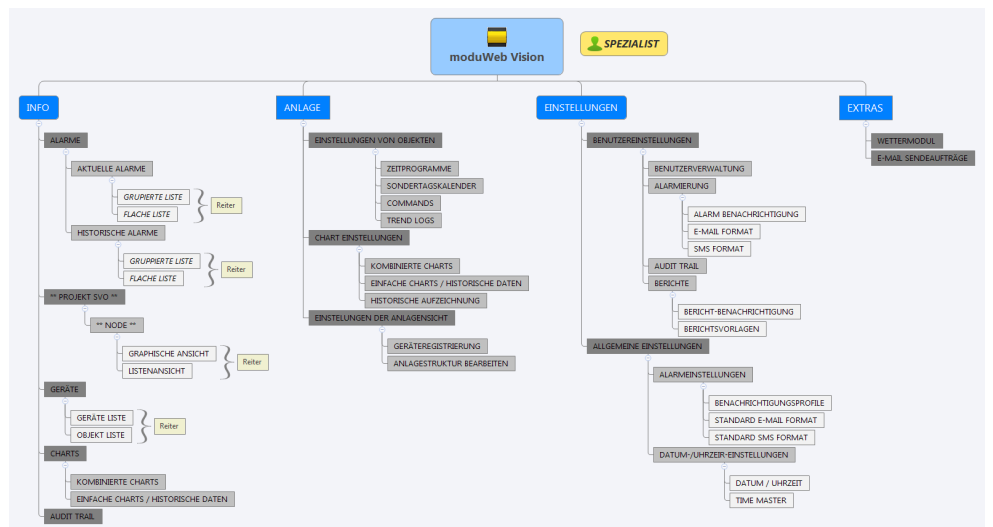 moduWeb Vision
SPEZIALIST
INFO
ALARME
AKTUELLE ALARME
GRUPIERTE LISTE
FLACHE LISTE
Reiter
HISTORISCHE ALARME
GRUPPIERTE LISTE
FLACHE LISTE
Reiter
** PROJEKT SVO **
** NODE **
GRAPHISCHE ANSICHT
LISTENANSICHT
Reiter
GERÄTE
GERÄTE LISTE
OBJEKT LISTE
Reiter
CHARTS
KOMBINIERTE CHARTS
EINFACHE CHARTS / HISTORISCHE DATEN
AUDIT TRAIL
ANLAGE
EINSTELLUNGEN VON OBJEKTEN
ZEITPROGRAMME
SONDERTAGSKALENDER
COMMANDS
TREND LOGS
CHART EINSTELLUNGEN
KOMBINIERTE CHARTS
EINFACHE CHARTS / HISTORISCHE DATEN
HISTORISCHE AUFZEICHNUNG
EINSTELUNGEN DER ANLAGENSICHT
GERÄTEREGISTRIERUNG
ANLAGESTRUKTUR BEARBEITEN
EINSTELLUNGEN
BENUTZEREINSTELLUNGEN
BENUTZERVERWALTUNG
ALARMIERUNG
ALARM BENACHRICHTIGUNG
E-MAIL FORMAT
SMS FORMAT
AUDIT TRAIL
BERICHTE
BERICHT-BENACHRICHTIGUNG
BERICHTSVORLAGEN
ALLGEMEINE EINSTELLUNGEN
ALARMEINSTELLUNGEN
BENACHRICHTIGUNGSPROFILE
STANDARD E-MAIL FORMAT
STANDARD SMS FORMAT
DATUM-/UHRZEIR-EINSTELLUNGEN
DATUM / UHRZEIT
TIME MASTER
EXTRAS
WETTERMODUL
E-MAIL SENDEAUFTRÄGE